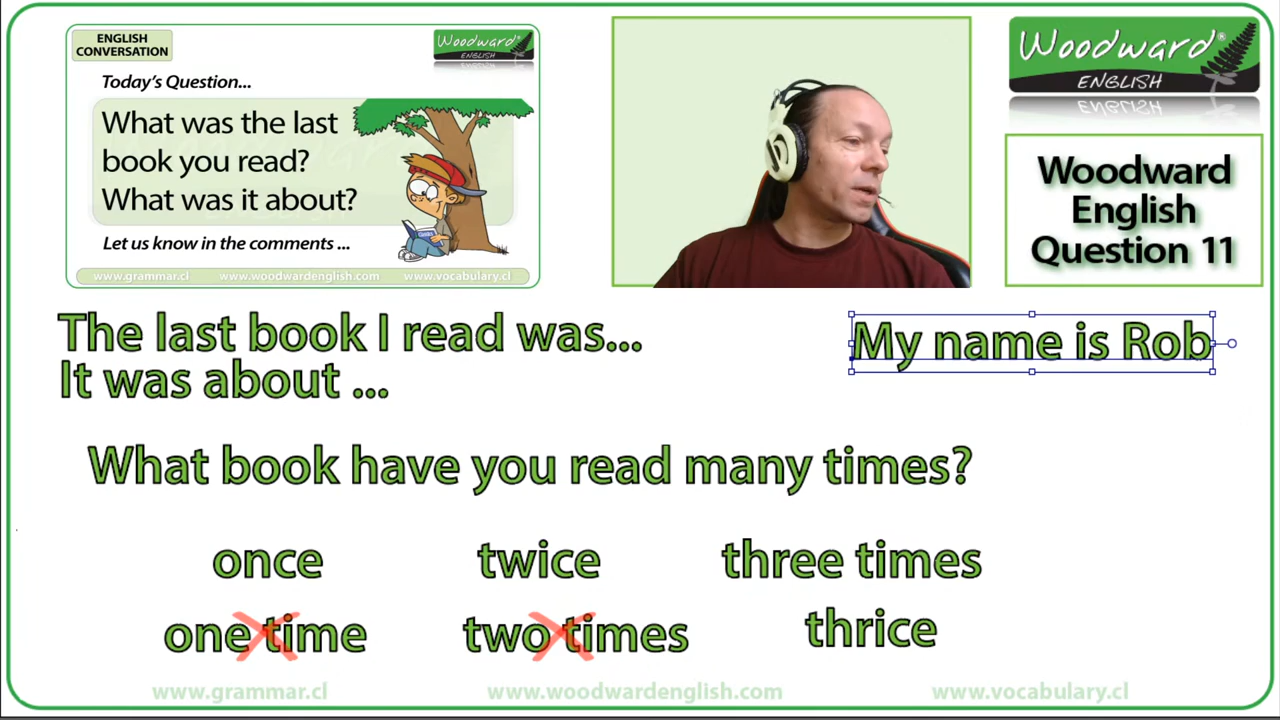 ENGLISH
CONVERSATION
Woodward®
ENGLISH
Today's Question...
What was the last
book you read?
What was it about?
Let us know in the comments ...
www.grammar.cl www.woodwardenglish.com www.vocabulary.cl
Woodward®
ENGLISH
Woodward
English
Question 11
The last book I read was...
It was about ...
My name is Rob
What book have you read many times?
once twice three times
one time two times thrice
www.grammar.cl www.woodwardenglish.com www.vocabulary.cl